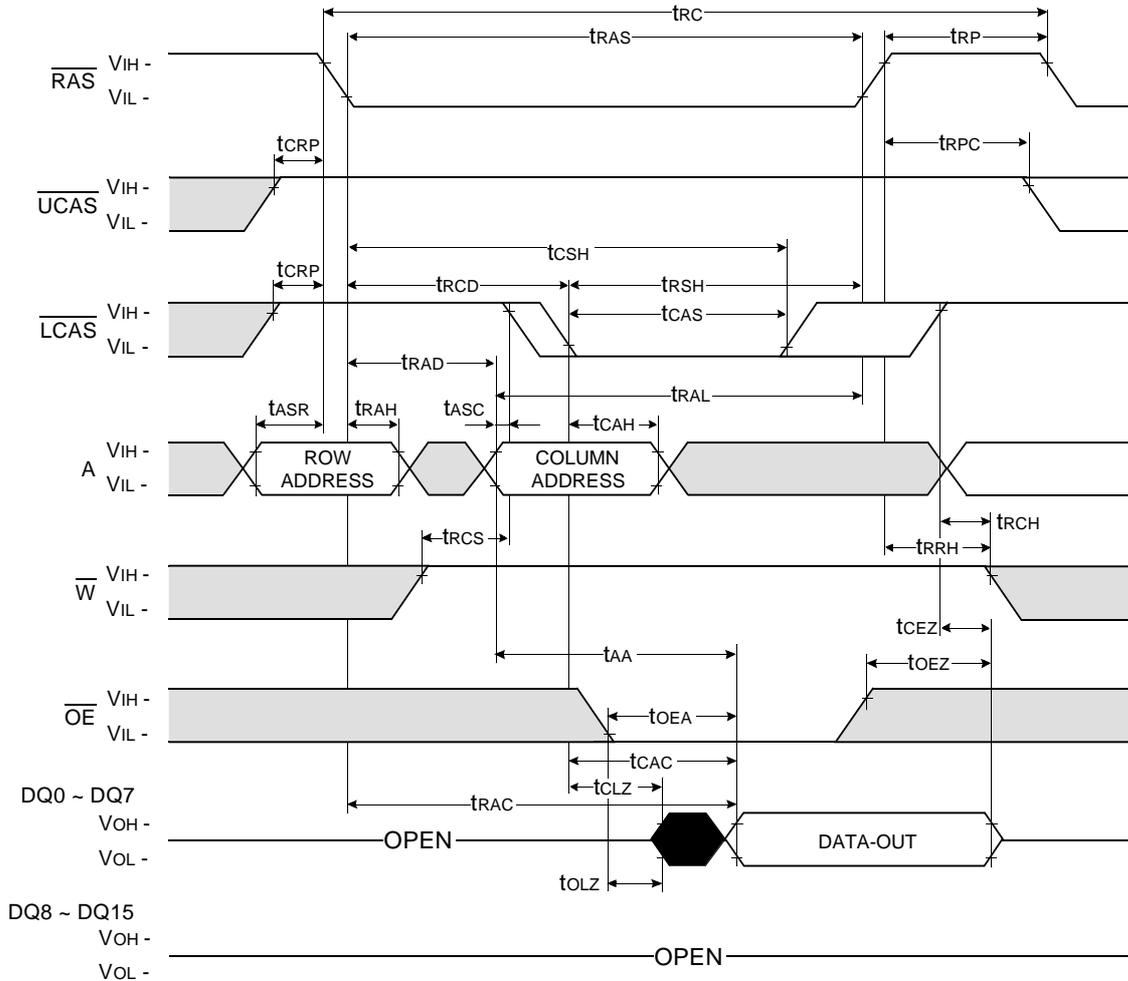 tRC
tRAS
tRP
RAS
VIH -
VIL -
tCRP
tRPC
UCAS
VIH -
VIL -
tCSH
tCRP
tRCD
tRSH
LCAS
VIH -
VIL -
tCAS
tRAD
tRAL
tASR
tRAH
tASC
tCAH
A
VIH -
VIL -
ROW
ADDRESS
COLUMN
ADDRESS
tRCS
tRCH
tRRH
W
VIH -
VIL -
tCEZ
tAA
tOEZ
OE
VIH -
VIL -
tOEA
tCAC
tCLZ
DQ0 ~ DQ7
tRAC
VOH -
VOL -
OPEN
DATA-OUT
tOLZ
DQ8 ~ DQ15
VOH -
VOL -
OPEN